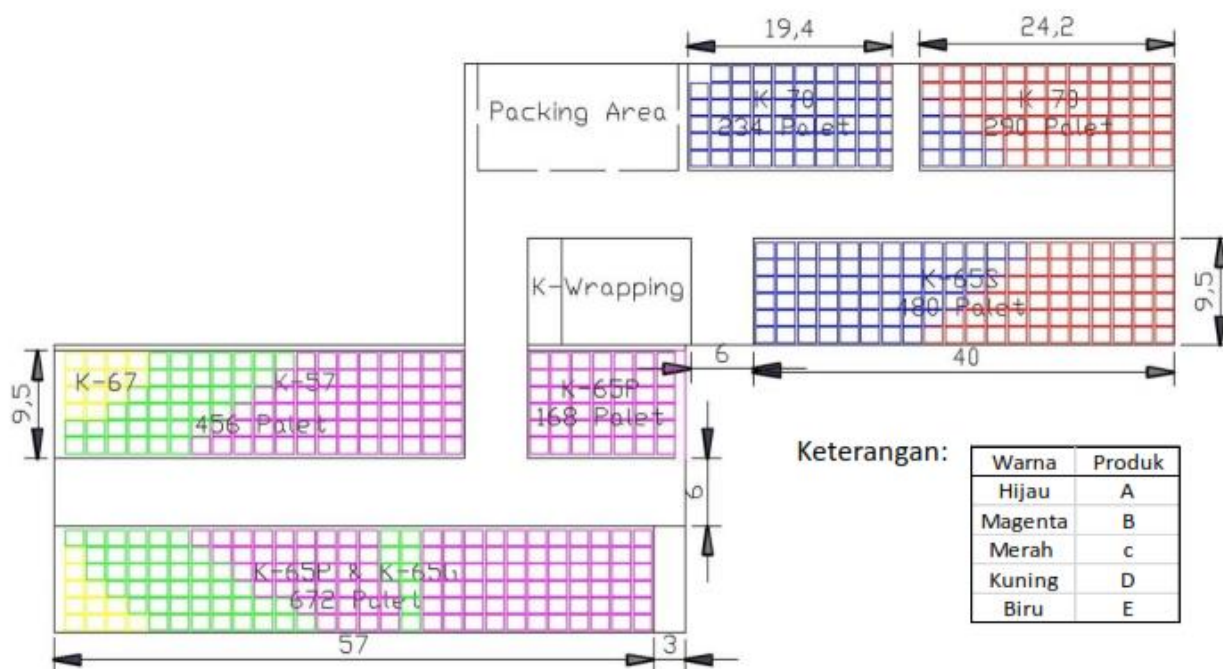 19,4
24,2
Packing Area
K-70
234 Palet
K-70
290 Palet
K-Wrapping
K-65S
480 Palet
9,5
6
40
9,5
K-67
K-57
456 Palet
K-65P
168 Palet
6
K-65P & K-65G
672 Palet
57
3
Keterangan:
Warna Produk
Hijau A
Magenta B
Merah c
Kuning D
Biru E